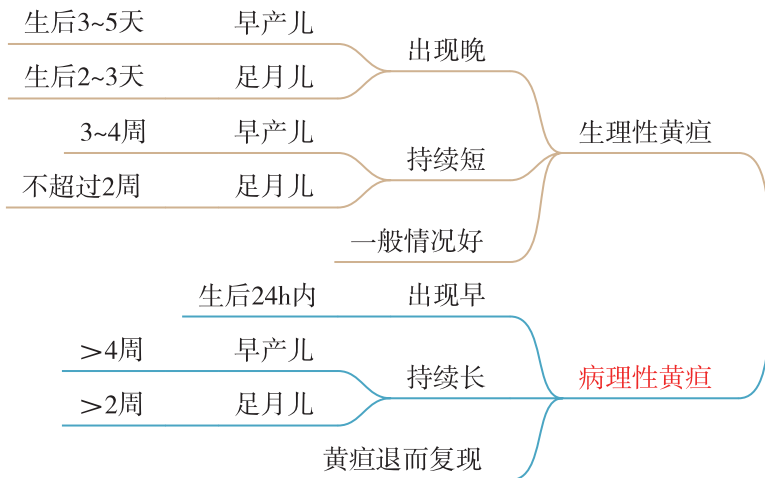 生后3~5天 早产儿
出现晚
生后2~3天 足月儿
生理性黄疸
3~4周 早产儿
持续短
不超过2周 足月儿
一般情况好
生后24h内 出现早
>4周 早产儿
持续长
病理性黄疸
>2周 足月儿
黄疸退而复现